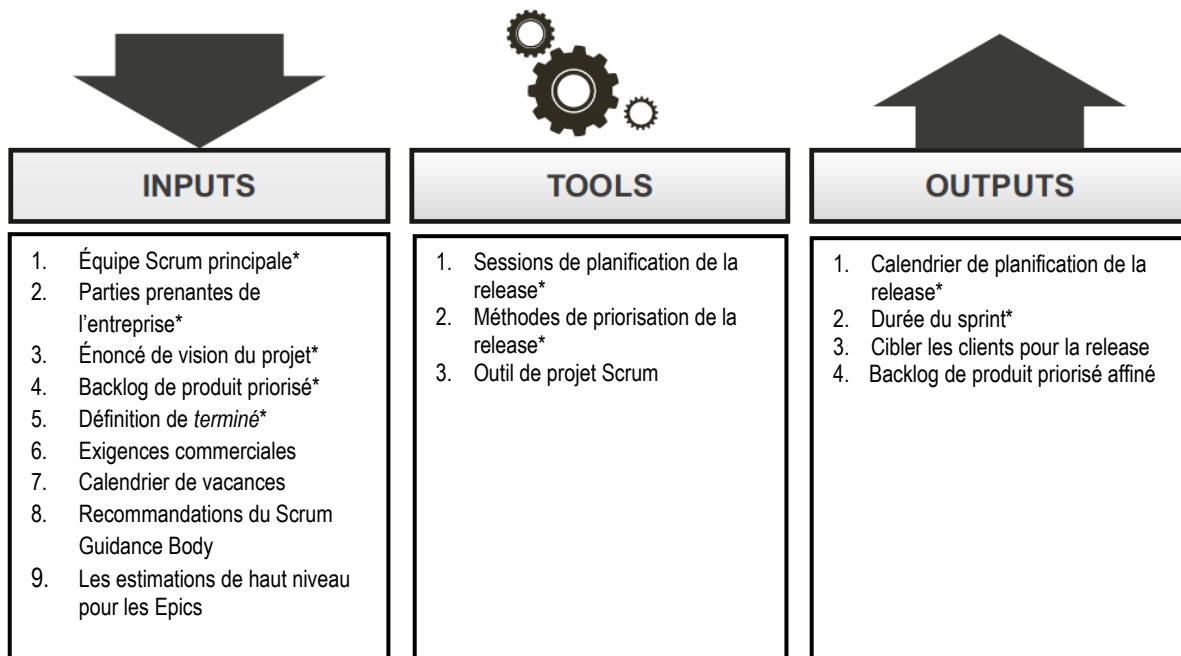 INPUTS
1. Équipe Scrum principale*
2. Parties prenantes de
l’entreprise*
3. Énoncé de vision du projet*
4. Backlog de produit priorisé*
5. Définition de terminé*
6. Exigences commerciales
7. Calendrier de vacances
8. Recommandations du Scrum
Guidance Body
9. Les estimations de haut niveau
pour les Epics
TOOLS
1. Sessions de planification de la
release*
2. Méthodes de priorisation de la
release*
3. Outil de projet Scrum
OUTPUTS
1. Calendrier de planification de la
release*
2. Durée du sprint*
3. Cibler les clients pour la release
4. Backlog de produit priorisé affiné